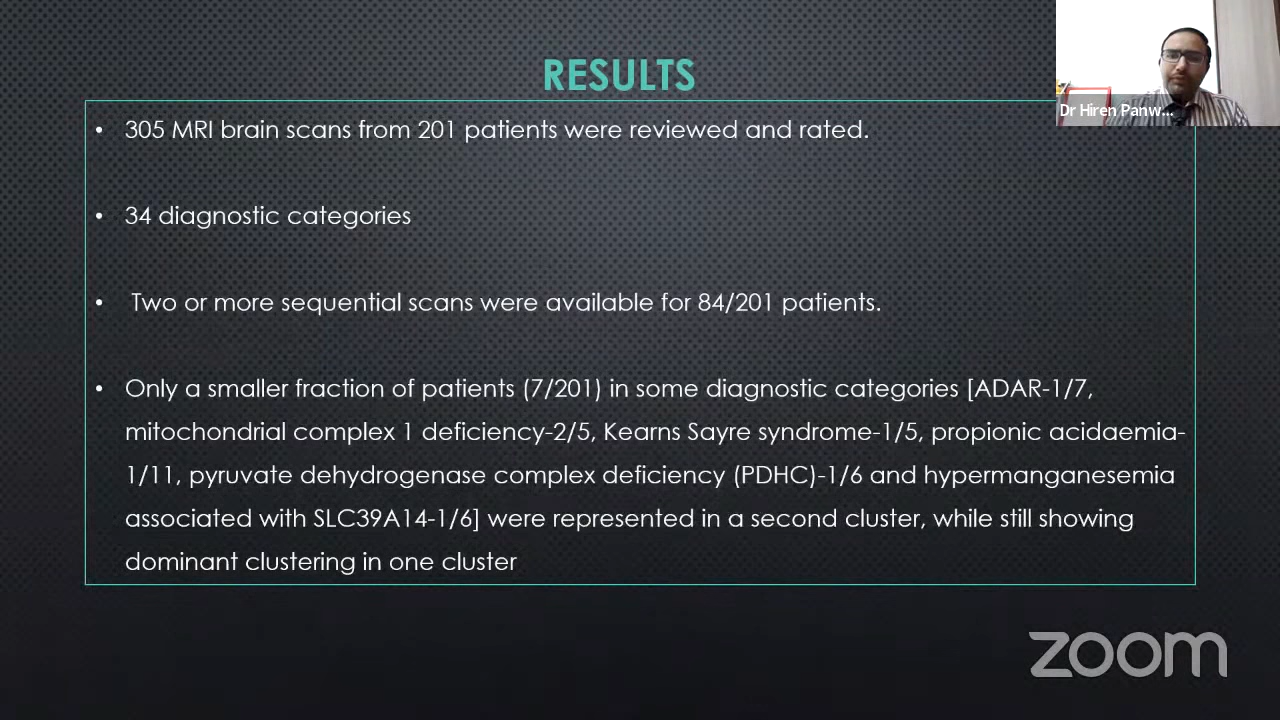 RESULTS
• 305 MRI brain scans from 201 patients were reviewed and rated.
• 34 diagnostic categories
• Two or more sequential scans were available for 84/201 patients.
• Only a smaller fraction of patients (7/201) in some diagnostic categories [ADAR-1/7,
mitochondrial complex 1 deficiency-2/5, Kearns Sayre syndrome-1/5, propionic acidaemia-
1/11, pyruvate dehydrogenase complex deficiency (PDHC)-1/6 and hypermanganesemia
associated with SLC39A14-1/6] were represented in a second cluster, while still showing
dominant clustering in one cluster
Dr Hiren Panw...
zoom